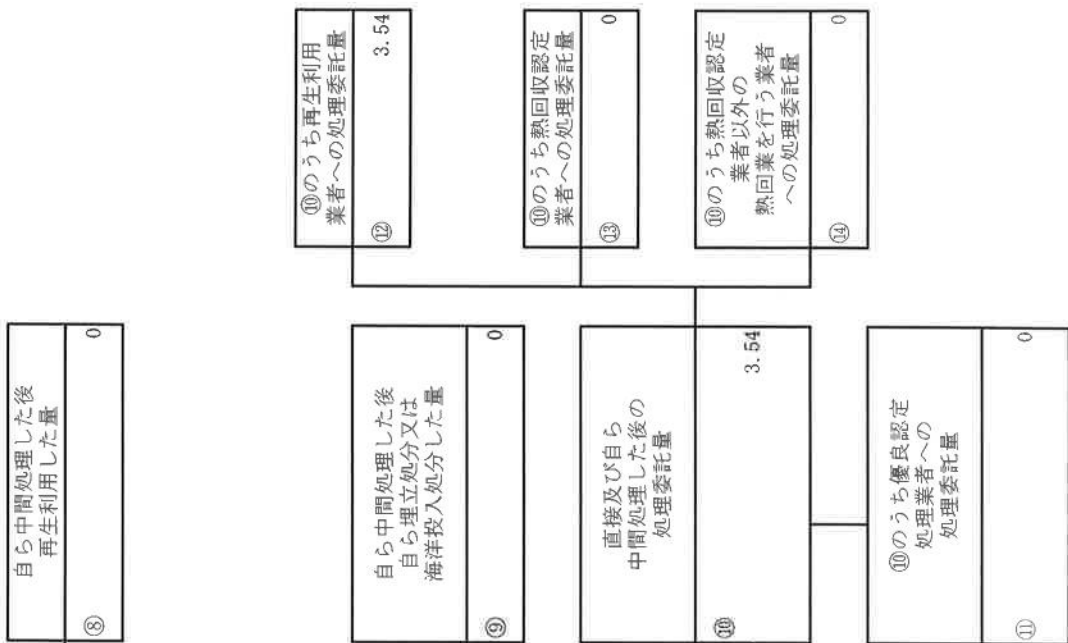 自ら中間処理した後
再生利用した量
⑧
0
自ら中間処理した後
自ら埋立処分又は
海洋投入処分した量
⑨
0
直接及び自ら
中間処理した後の
処理委託量
⑩
3.54
⑩のうち優良認定
処理業者への
処理委託量
⑪
0
⑩のうち再生利用
業者への処理委託量
⑫
3.54
⑩のうち熱回収認定
業者への処理委託量
⑬
0
⑩のうち熱回収認定
業者以外の
熱回業を行う業者
への処理委託量
⑭
0